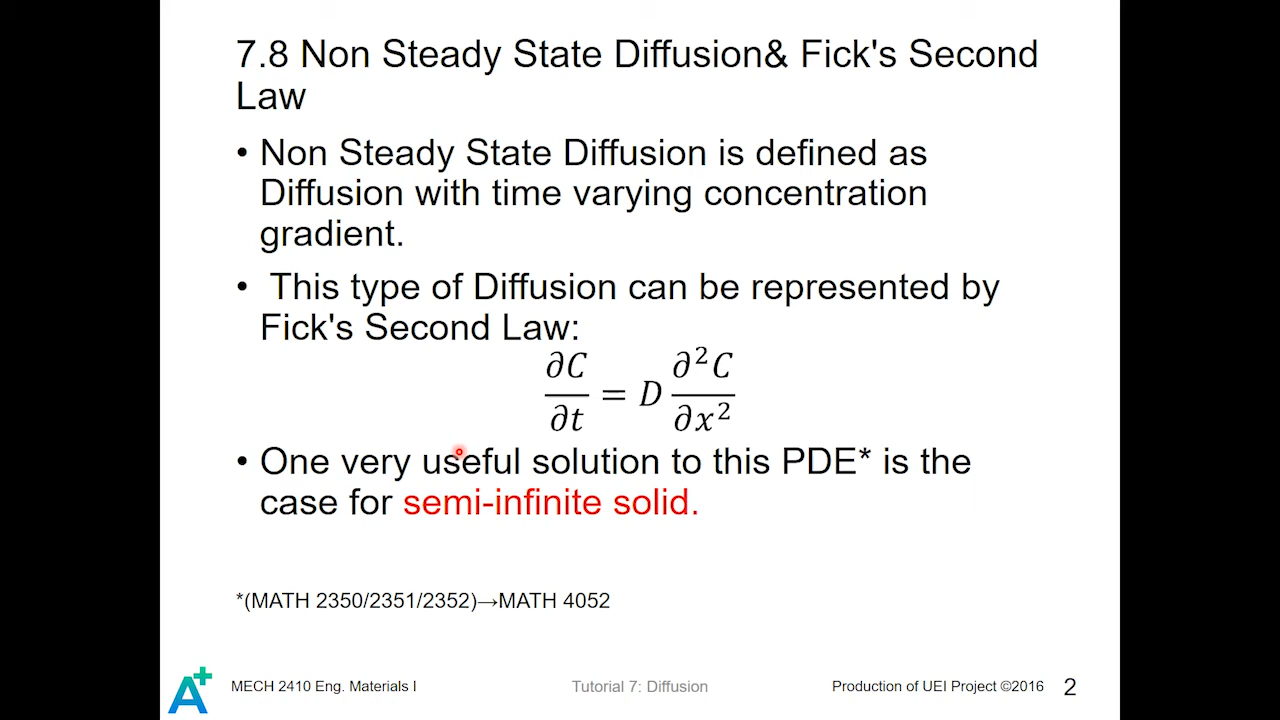 7.8 Non Steady State Diffusion& Fick's Second
Law
• Non Steady State Diffusion is defined as
Diffusion with time varying concentration
gradient.
• This type of Diffusion can be represented by
Fick's Second Law:
∂C/∂t = D ∂²C/∂x²
• One very useful solution to this PDE* is the
case for semi-infinite solid.
*(MATH 2350/2351/2352)→MATH 4052
A+ MECH 2410 Eng. Materials I Tutorial 7: Diffusion Production of UEI Project ©2016 2